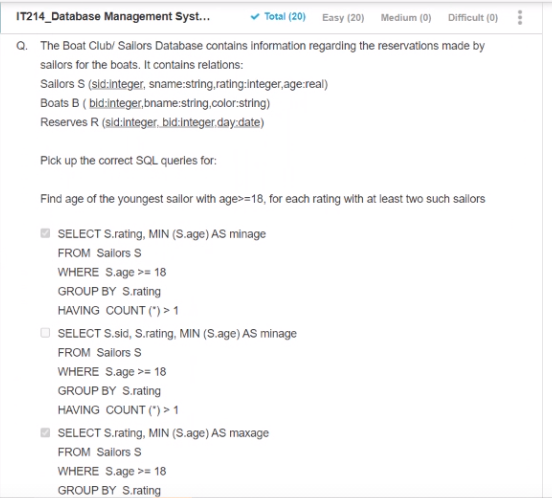 IT214_Database Management Syst...
Total (20) Easy (20) Medium (0) Difficult (0)
Q. The Boat Club/ Sailors Database contains information regarding the reservations made by
sailors for the boats. It contains relations:
Sailors S (sid:integer, sname:string,rating:integer,age:real)
Boats B ( bid:integer,bname:string,color:string)
Reserves R (sid:integer, bid:integer,day:date)
Pick up the correct SQL queries for:
Find age of the youngest sailor with age>=18, for each rating with at least two such sailors
SELECT S.rating, MIN (S.age) AS minage
FROM Sailors S
WHERE S.age >= 18
GROUP BY S.rating
HAVING COUNT (*) > 1
SELECT S.sid, S.rating, MIN (S.age) AS minage
FROM Sailors S
WHERE S.age >= 18
GROUP BY S.rating
HAVING COUNT (*) > 1
SELECT S.rating, MIN (S.age) AS maxage
FROM Sailors S
WHERE S.age >= 18
GROUP BY S.rating